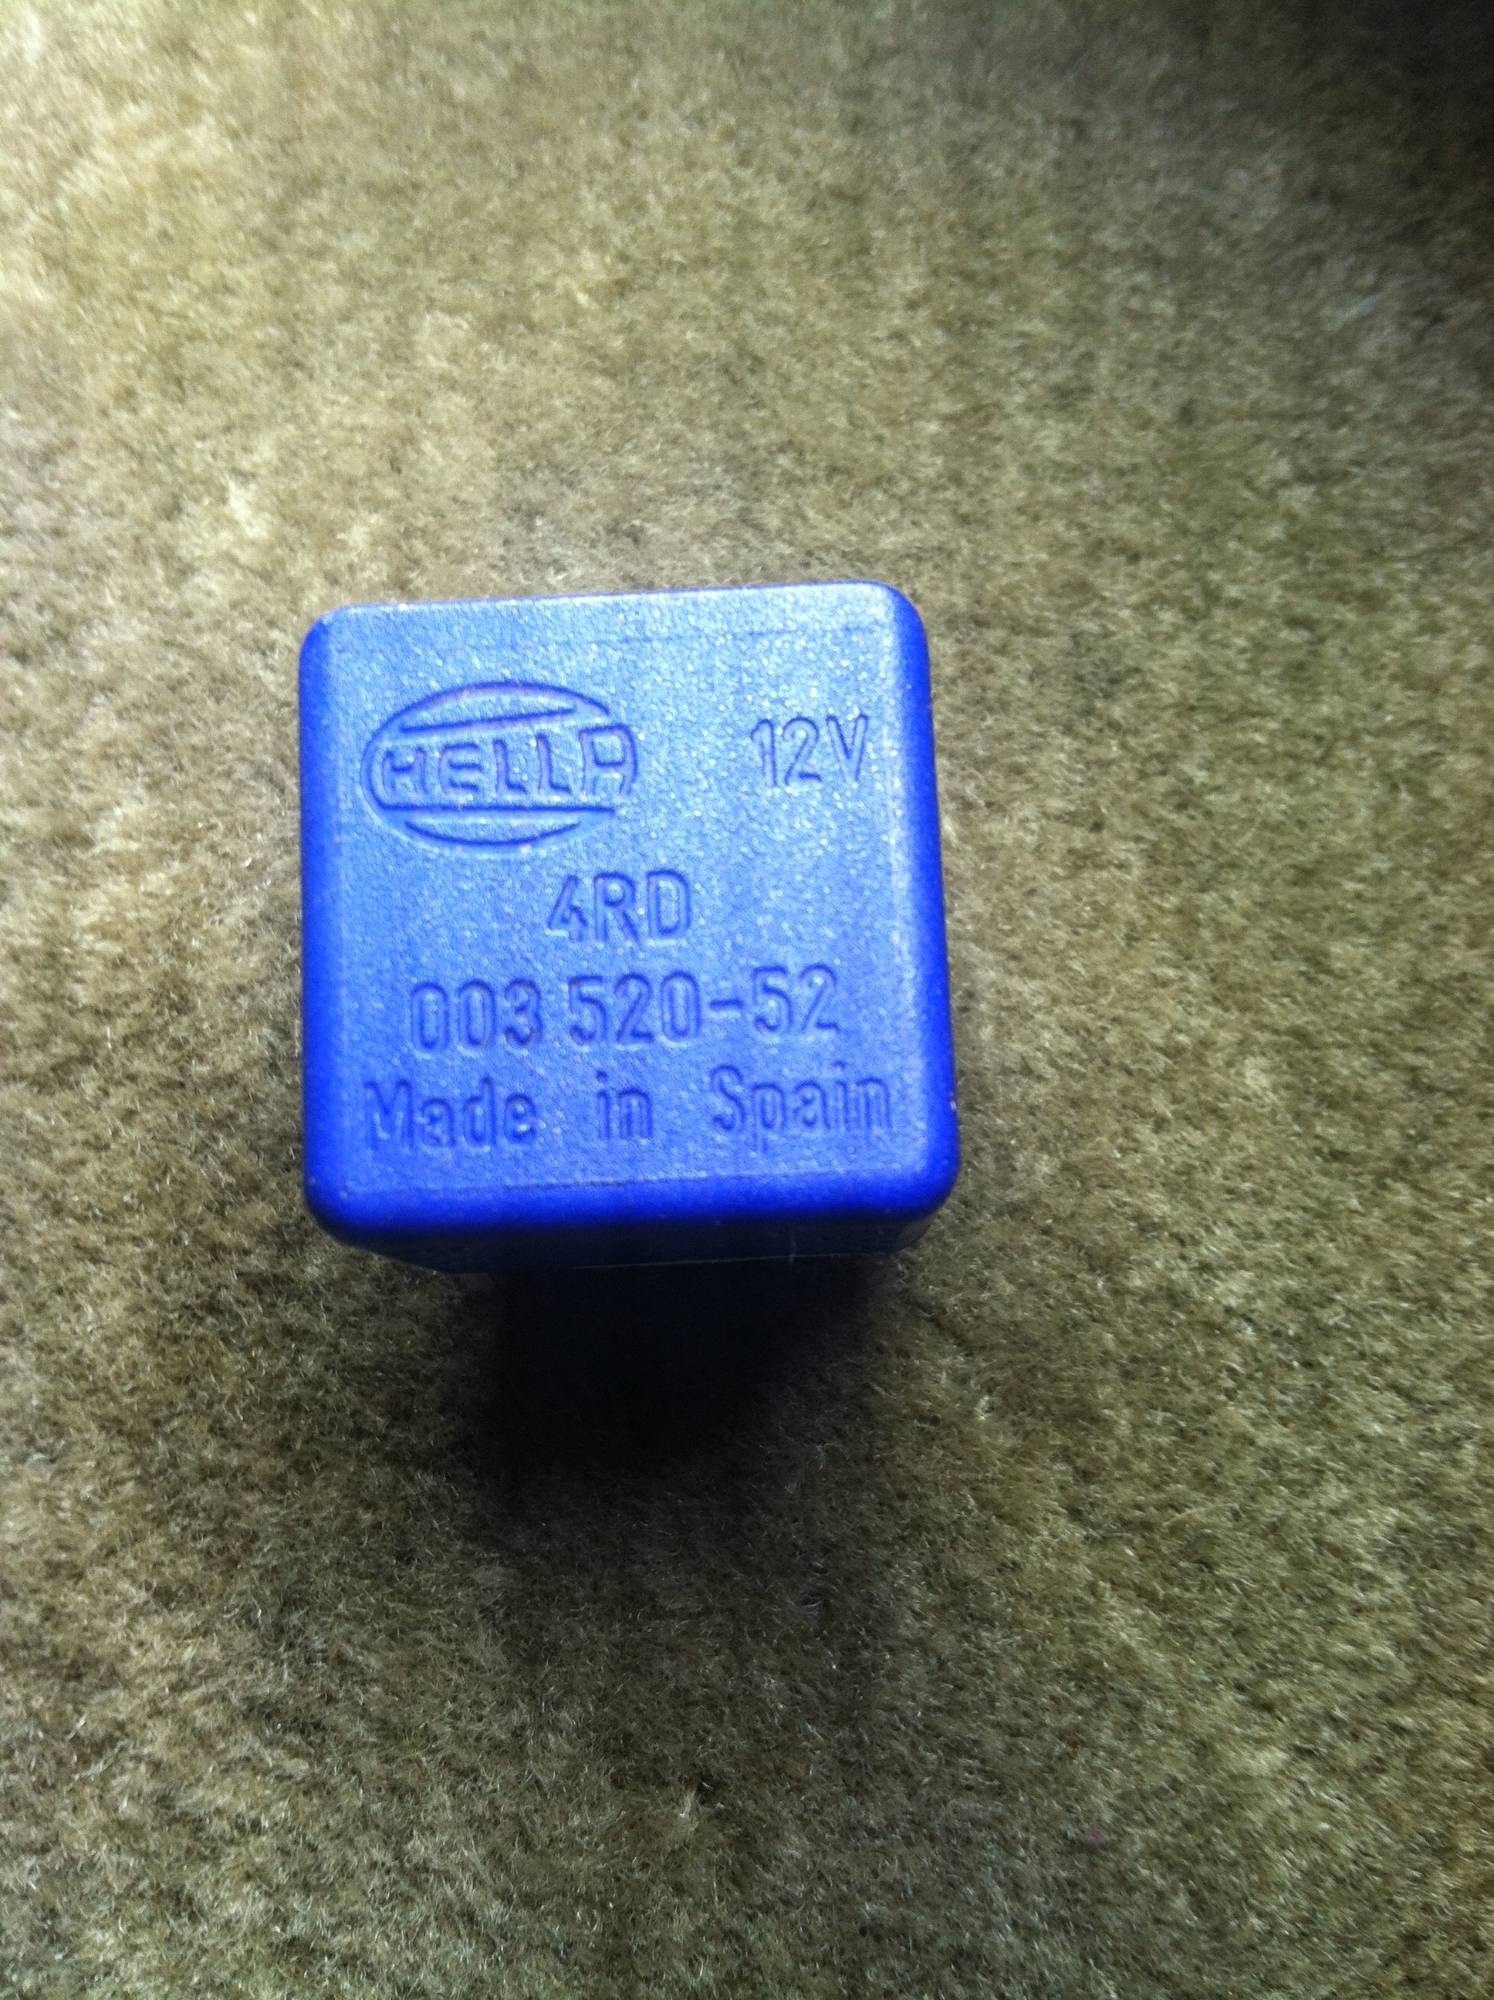 HELLA 12V
4RD
003 520-52
Made in Spain